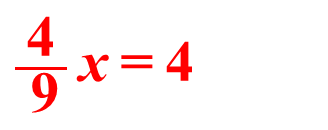 4/9 x = 4